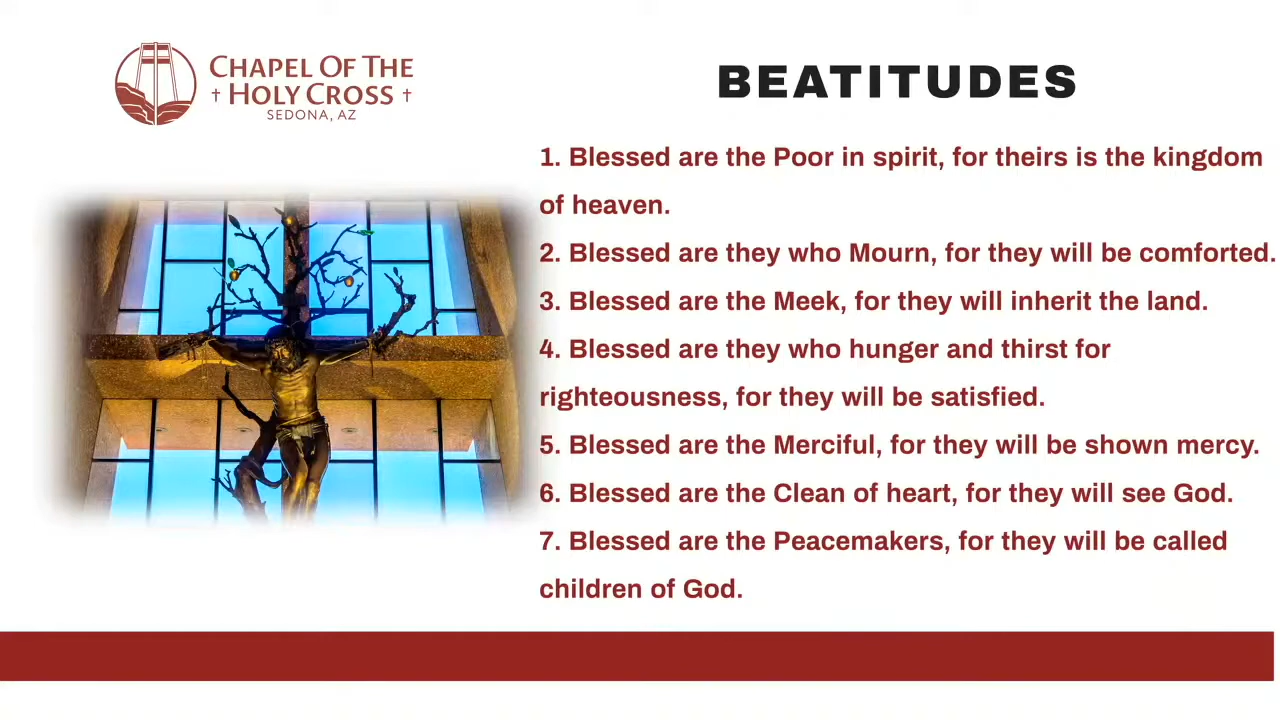 CHAPEL OF THE
† HOLY CROSS †
SEDONA, AZ
BEATITUDES
1. Blessed are the Poor in spirit, for theirs is the kingdom
of heaven.
2. Blessed are they who Mourn, for they will be comforted.
3. Blessed are the Meek, for they will inherit the land.
4. Blessed are they who hunger and thirst for
righteousness, for they will be satisfied.
5. Blessed are the Merciful, for they will be shown mercy.
6. Blessed are the Clean of heart, for they will see God.
7. Blessed are the Peacemakers, for they will be called
children of God.